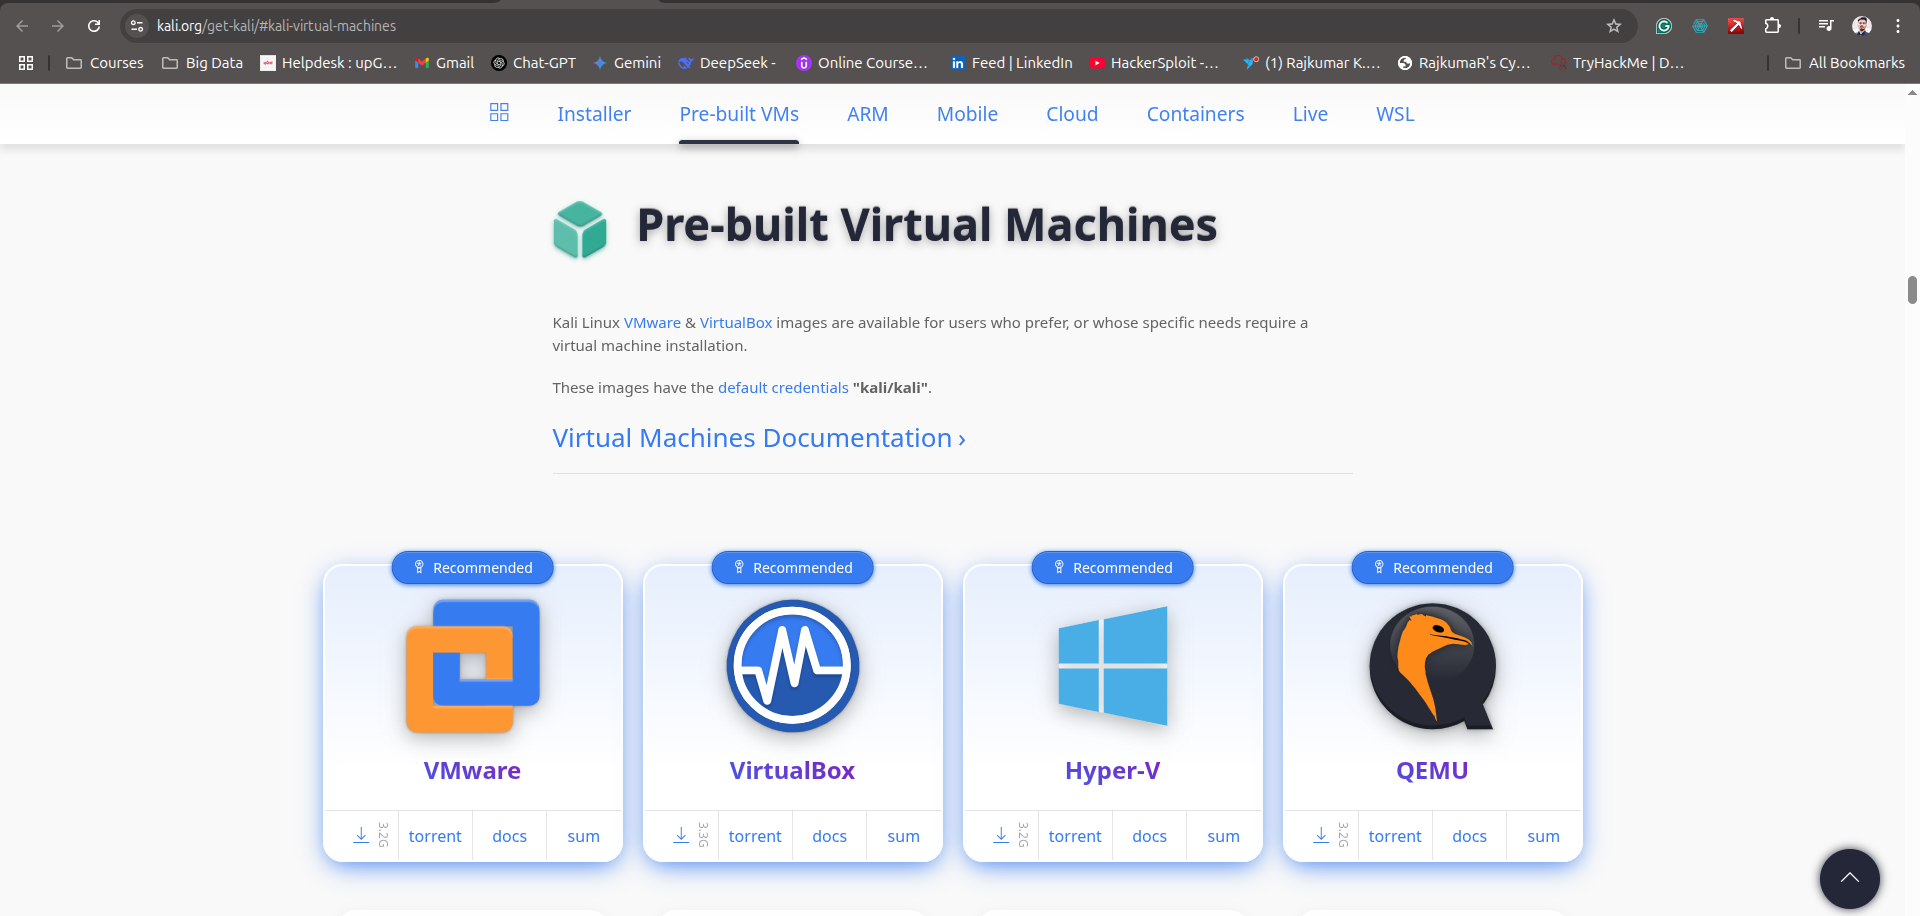 kali.org/get-kali/#kali-virtual-machines
Courses
Big Data
Helpdesk : upG...
Gmail
Chat-GPT
Gemini
DeepSeek -
Online Course...
Feed | LinkedIn
HackerSploit -...
(1) Rajkumar K....
RajkumaR's Cy...
TryHackMe | D...
All Bookmarks
Installer
Pre-built VMs
ARM
Mobile
Cloud
Containers
Live
WSL
Pre-built Virtual Machines
Kali Linux VMware & VirtualBox images are available for users who prefer, or whose specific needs require a
virtual machine installation.
These images have the default credentials "kali/kali".
Virtual Machines Documentation ›
Recommended
Recommended
Recommended
Recommended
VMware
VirtualBox
Hyper-V
QEMU
3.2G
torrent
docs
sum
3.3G
torrent
docs
sum
3.2G
torrent
docs
sum
3.2G
torrent
docs
sum